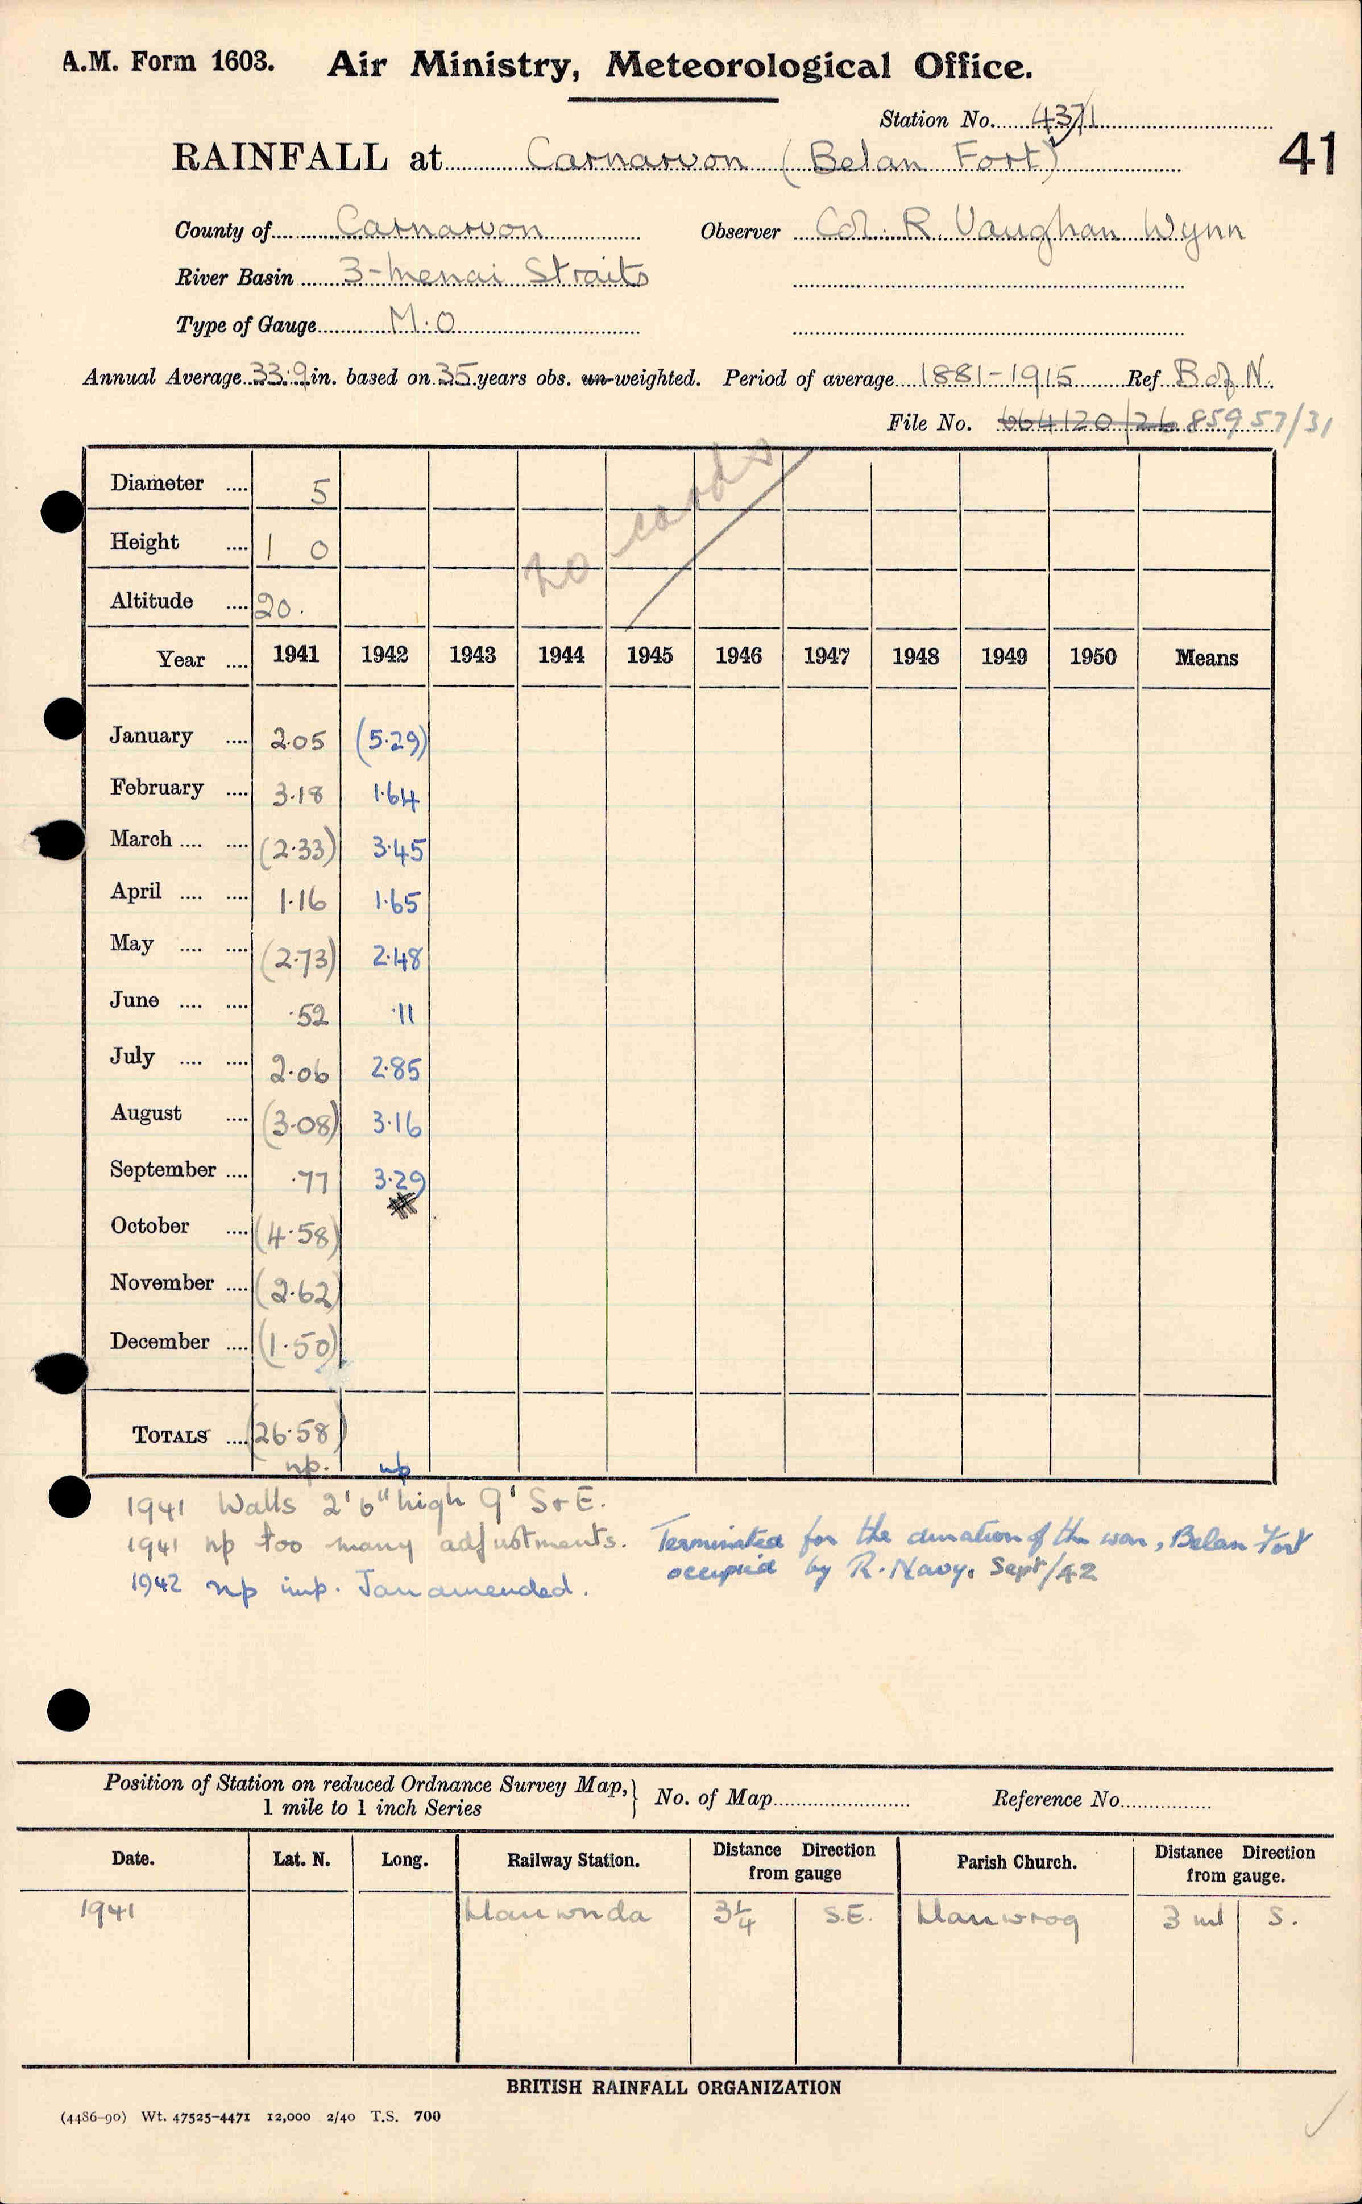 A.M. Form 1603. Air Ministry, Meteorological Office.
Station No. 437/1
RAINFALL at Carnarvon (Belan Fort) 41
County of Carnarvon Observer Col. R. Vaughan Wynn
River Basin 3-Menai Straits
Type of Gauge M.O
Annual Average 33.9 in. based on 35 years obs. un-weighted. Period of average 1881-1915 Ref B of N.
File No. 664120/26 85957/31
no cards
Diameter .... 5
Height .... 1 0
Altitude .... 20.
Year .... 1941 1942 1943 1944 1945 1946 1947 1948 1949 1950 Means
January .... 2.05 (5.29)
February .... 3.18 1.64
March .... .... (2.33) 3.45
April .... .... 1.16 1.65
May .... .... (2.73) 2.48
June .... .... .52 .11
July .... .... 2.06 2.85
August .... (3.08) 3.16
September .... .77 3.29
October .... (4.58)
November .... (2.62)
December .... (1.50)
TOTALS .... (26.58)
np. np
1941 Walls 2'6" high 9' S & E.
1941 np too many adjustments. Terminated for the duration of the war, Belan Fort
1942 np imp. Jan amended. occupied by R. Navy. Sept/42
Position of Station on reduced Ordnance Survey Map, } No. of Map Reference No.
1 mile to 1 inch Series
Date. Lat. N. Long. Railway Station. Distance Direction from gauge Parish Church. Distance Direction from gauge.
1941 Llanwnda 3¼ S.E. Llanwrog 3 ml S.
BRITISH RAINFALL ORGANIZATION
(4486-90) Wt. 47525-4471 12,000 2/40 T.S. 700